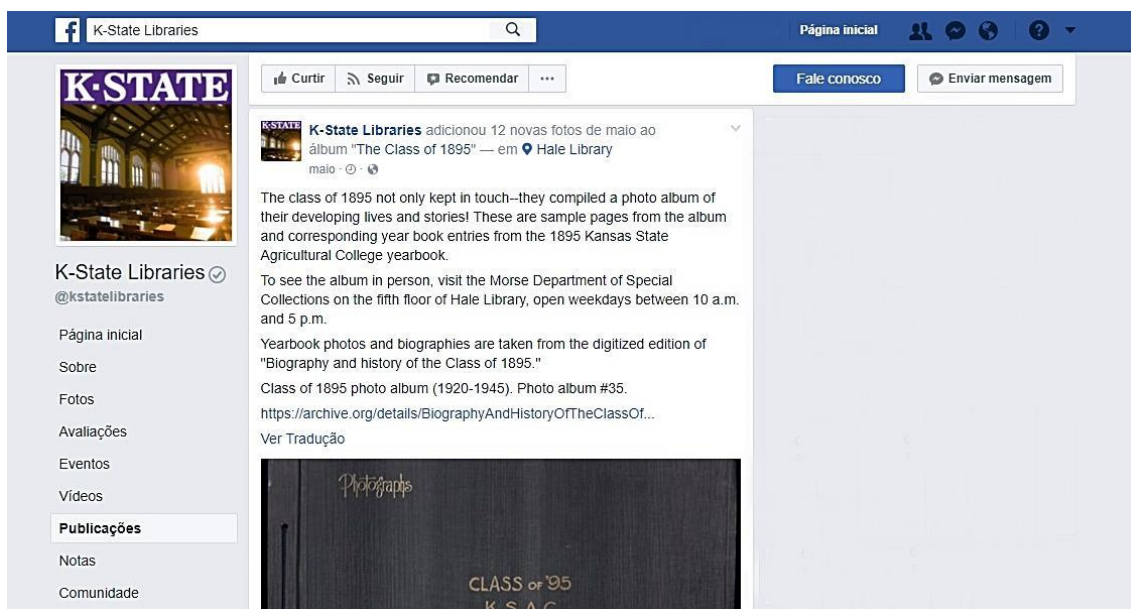 K-State Libraries
Página inicial
K-STATE
Curtir
Seguir
Recomendar
Fale conosco
Enviar mensagem
K-STATE
K-State Libraries adicionou 12 novas fotos de maio ao
álbum "The Class of 1895" — em Hale Library
maio
The class of 1895 not only kept in touch--they compiled a photo album of
their developing lives and stories! These are sample pages from the album
and corresponding year book entries from the 1895 Kansas State
Agricultural College yearbook.
To see the album in person, visit the Morse Department of Special
Collections on the fifth floor of Hale Library, open weekdays between 10 a.m.
and 5 p.m.
Yearbook photos and biographies are taken from the digitized edition of
"Biography and history of the Class of 1895."
Class of 1895 photo album (1920-1945). Photo album #35.
https://archive.org/details/BiographyAndHistoryOfTheClassOf...
Ver Tradução
K-State Libraries
@kstatelibraries
Página inicial
Sobre
Fotos
Avaliações
Eventos
Vídeos
Publicações
Notas
Comunidade
Photographs
CLASS OF '95
K.S.A.C.